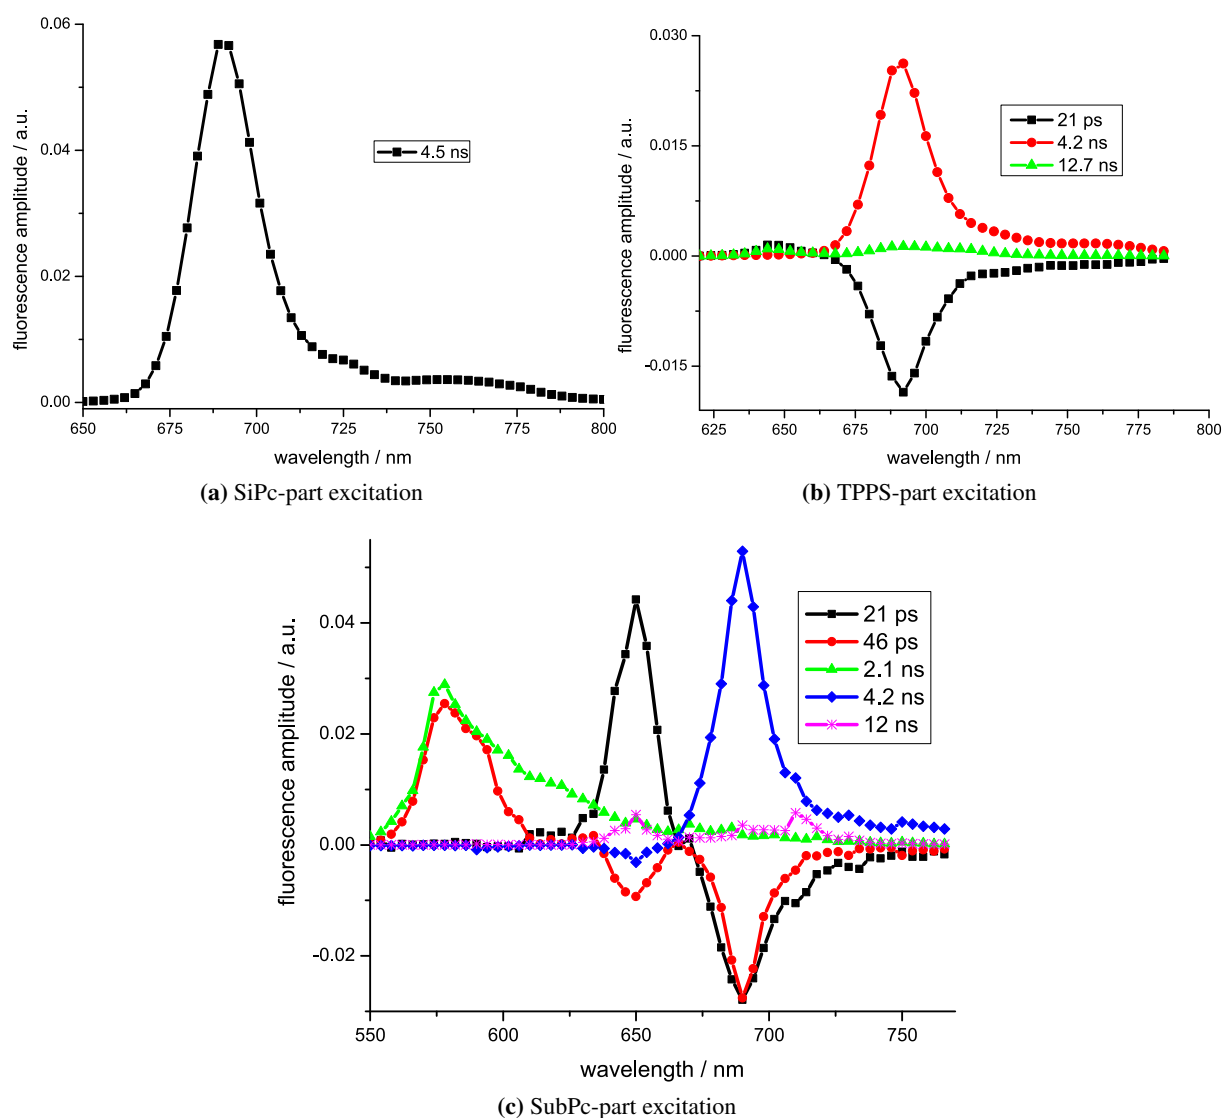 0.06
0.04
0.02
0.00
fluorescence amplitude / a.u.
4.5 ns
650 675 700 725 750 775 800
wavelength / nm
(a) SiPc-part excitation
0.030
0.015
0.000
-0.015
fluorescence amplitude / a.u.
21 ps
4.2 ns
12.7 ns
625 650 675 700 725 750 775 800
wavelength / nm
(b) TPPS-part excitation
0.04
0.02
0.00
-0.02
fluorescence amplitude / a.u.
21 ps
46 ps
2.1 ns
4.2 ns
12 ns
550 600 650 700 750
wavelength / nm
(c) SubPc-part excitation